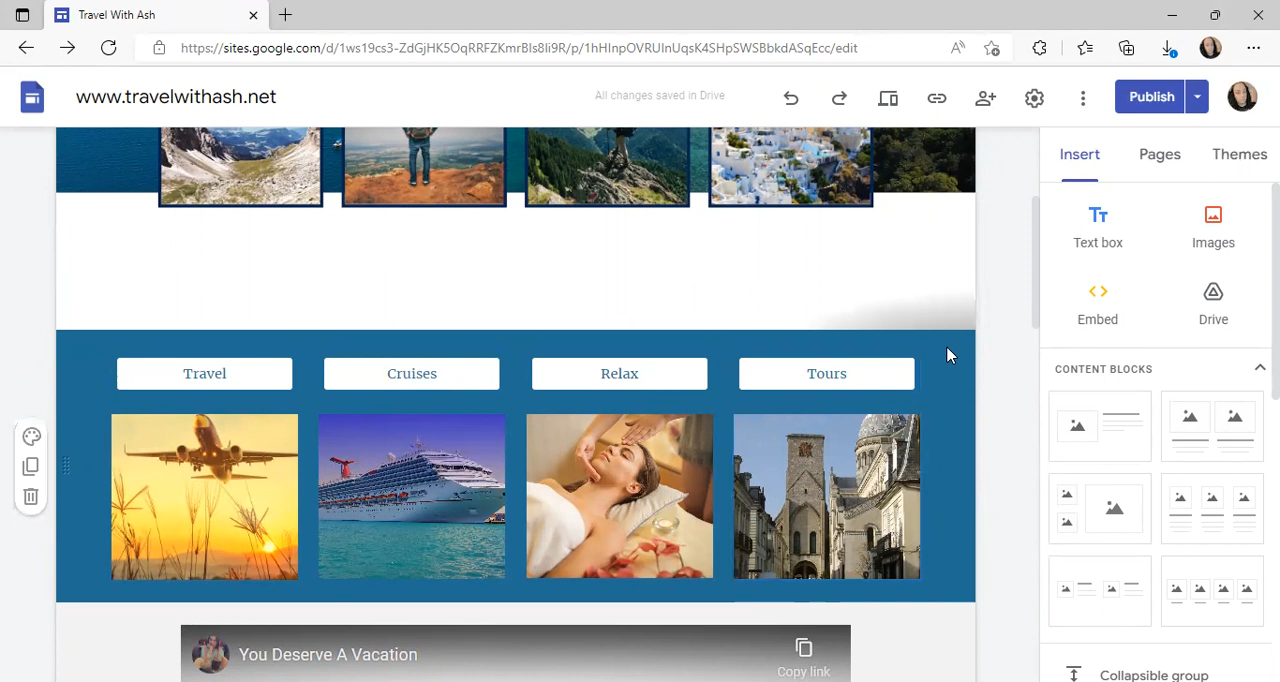 Travel With Ash
https://sites.google.com/d/1ws19cs3-ZdGjHK5OqRRFZKmrBls8li9R/p/1hHInpOVRUInUqsK4SHpSWSBbkdASqEcc/edit
www.travelwithash.net
All changes saved in Drive
Publish
Insert
Pages
Themes
Text box
Images
Embed
Drive
CONTENT BLOCKS
Travel
Cruises
Relax
Tours
You Deserve A Vacation
Copy link
Collapsible group